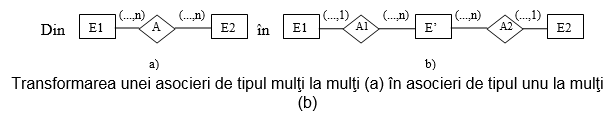 (...,n) (...,n) (...,1) (...,n) (...,n) (...,1)
Din E1 A E2 în E1 A1 E’ A2 E2
a) b)
Transformarea unei asocieri de tipul mulţi la mulţi (a) în asocieri de tipul unu la mulţi
(b)